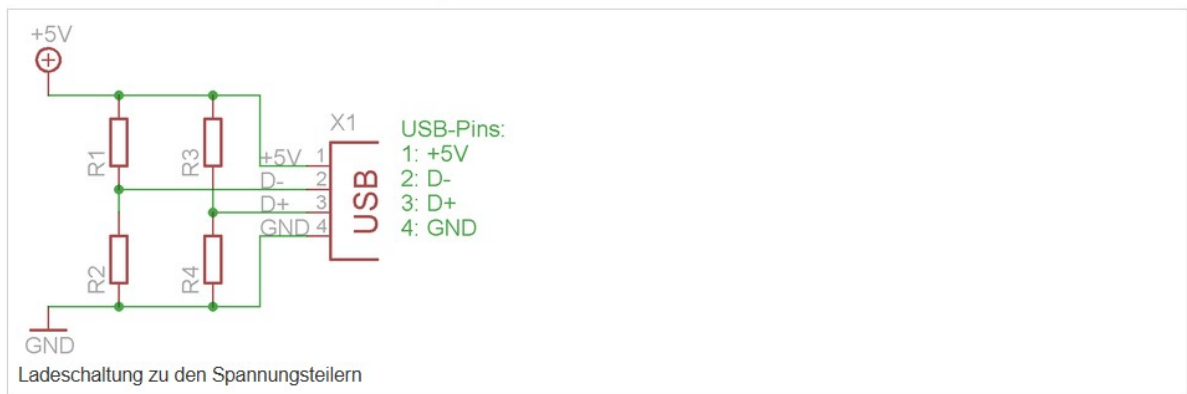 +5V
X1
USB-Pins:
R1
R3
+5V 1
1: +5V
D- 2
2: D-
D+ 3
3: D+
GND 4
4: GND
USB
R2
R4
GND
Ladeschaltung zu den Spannungsteilern